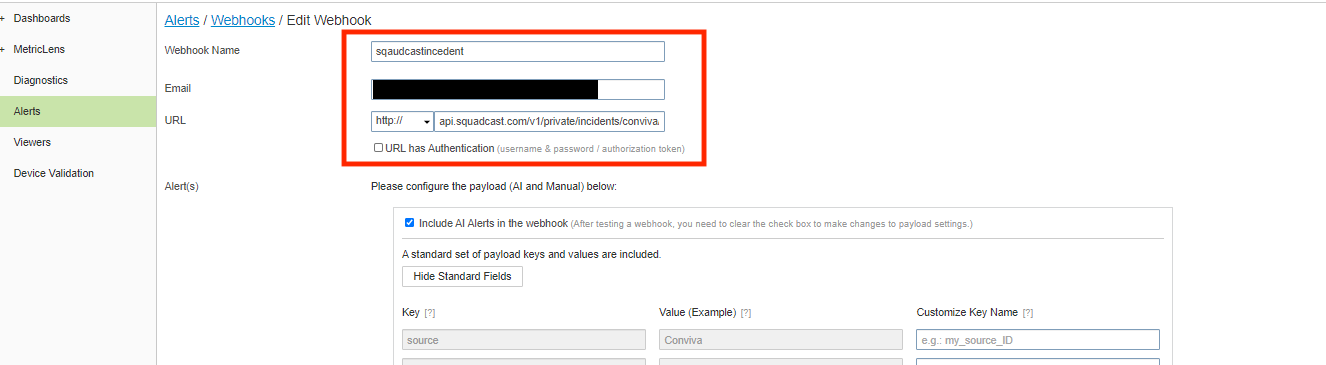 + Dashboards
+ MetricLens
Diagnostics
Alerts
Viewers
Device Validation
Alerts / Webhooks / Edit Webhook
Webhook Name sqaudcastincedent
Email
URL http:// api.squadcast.com/v1/private/incidents/conviva/
URL has Authentication (username & password / authorization token)
Alert(s) Please configure the payload (AI and Manual) below:
Include AI Alerts in the webhook (After testing a webhook, you need to clear the check box to make changes to payload settings.)
A standard set of payload keys and values are included.
Hide Standard Fields
Key [?] Value (Example) [?] Customize Key Name [?]
source Conviva e.g.: my_source_ID